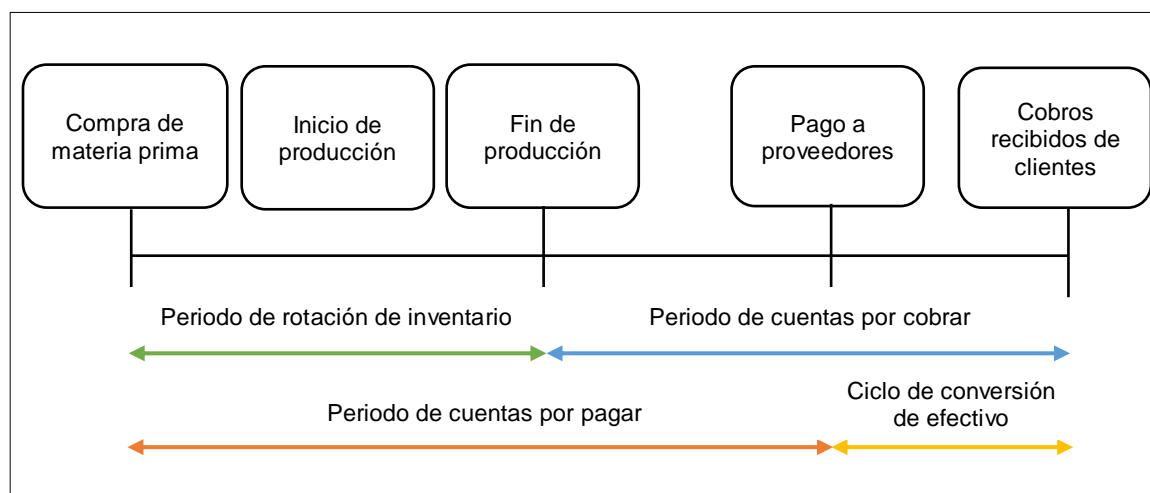 Compra de
materia prima
Inicio de
producción
Fin de
producción
Pago a
proveedores
Cobros
recibidos de
clientes
Periodo de rotación de inventario
Periodo de cuentas por cobrar
Periodo de cuentas por pagar
Ciclo de conversión
de efectivo